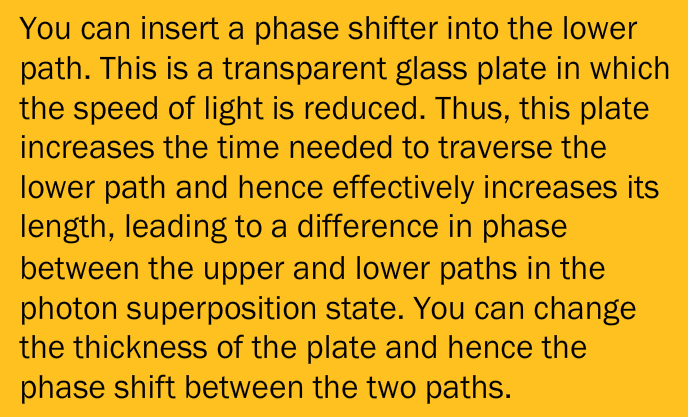 You can insert a phase shifter into the lower
path. This is a transparent glass plate in which
the speed of light is reduced. Thus, this plate
increases the time needed to traverse the
lower path and hence effectively increases its
length, leading to a difference in phase
between the upper and lower paths in the
photon superposition state. You can change
the thickness of the plate and hence the
phase shift between the two paths.